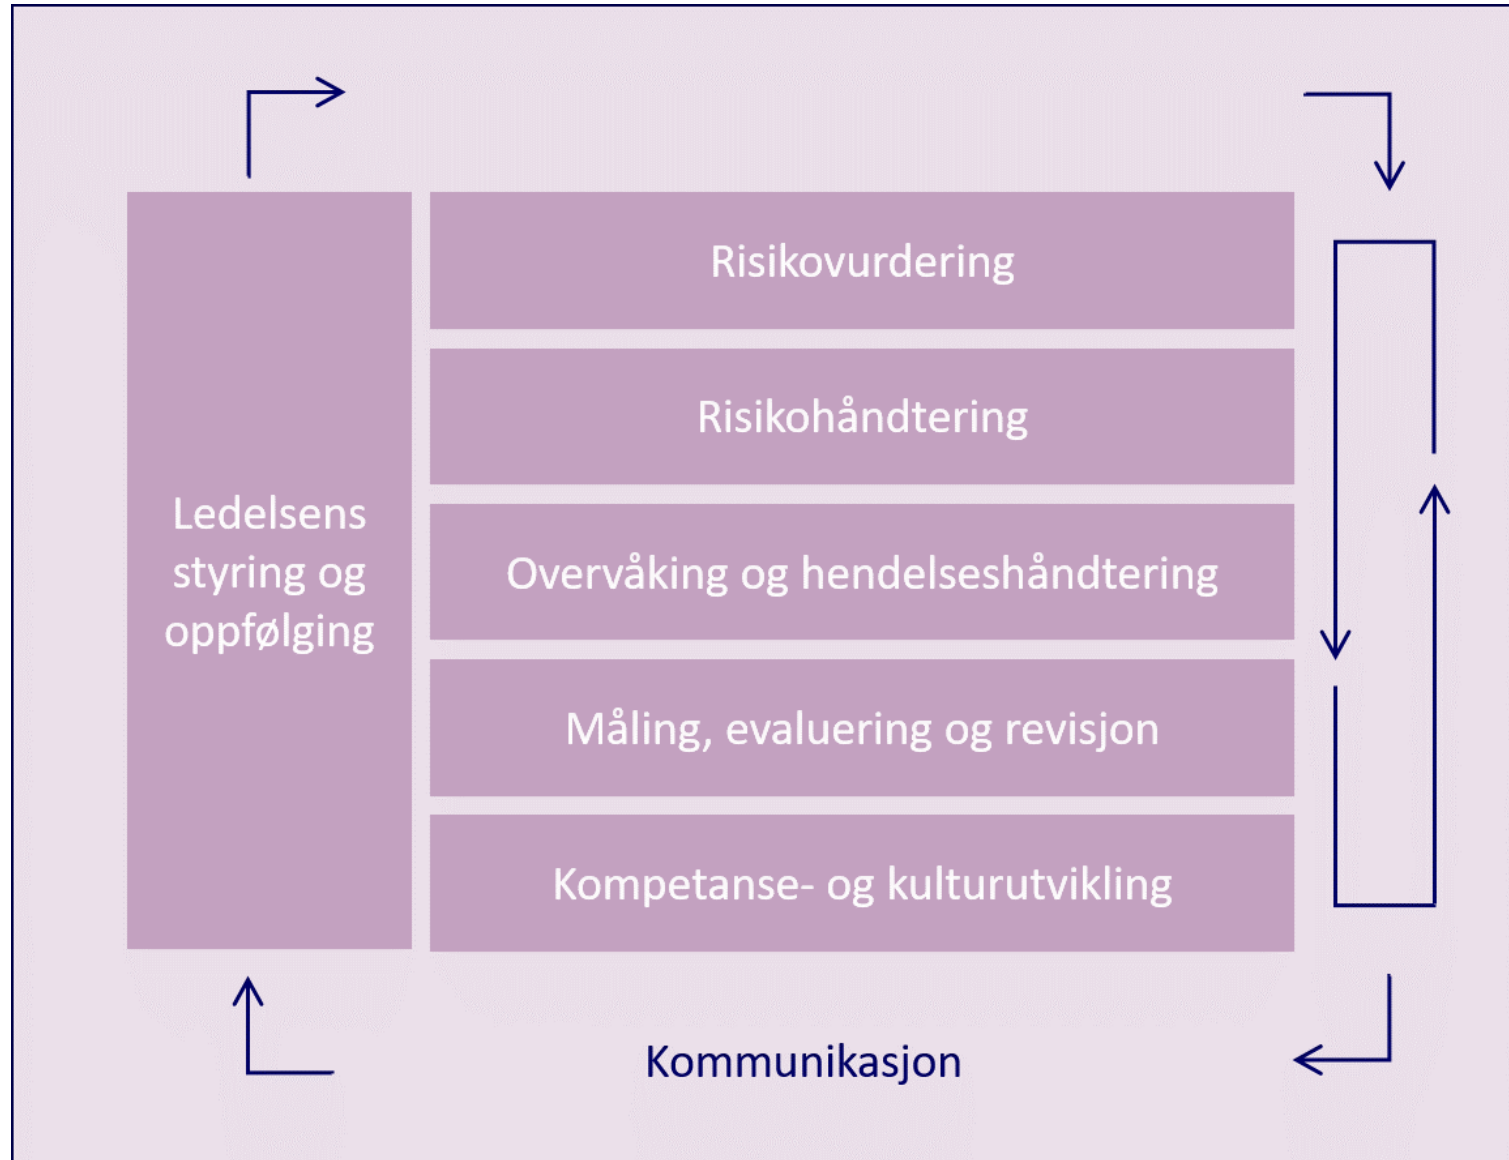 Ledelsens
styring og
oppfølging
Risikovurdering
Risikohåndtering
Overvåking og hendelseshåndtering
Måling, evaluering og revisjon
Kompetanse- og kulturutvikling
Kommunikasjon